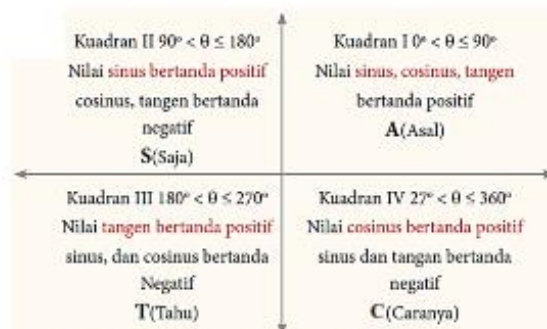 Kuadran II 90° < θ ≤ 180°
Nilai sinus bertanda positif
cosinus, tangen bertanda
negatif
S(Saja)
Kuadran I 0° < θ ≤ 90°
Nilai sinus, cosinus, tangen
bertanda positif
A(Asal)
Kuadran III 180° < θ ≤ 270°
Nilai tangen bertanda positif
sinus, dan cosinus bertanda
Negatif
T(Tahu)
Kuadran IV 27° < θ ≤ 360°
Nilai cosinus bertanda positif
sinus dan tangan bertanda
negatif
C(Caranya)